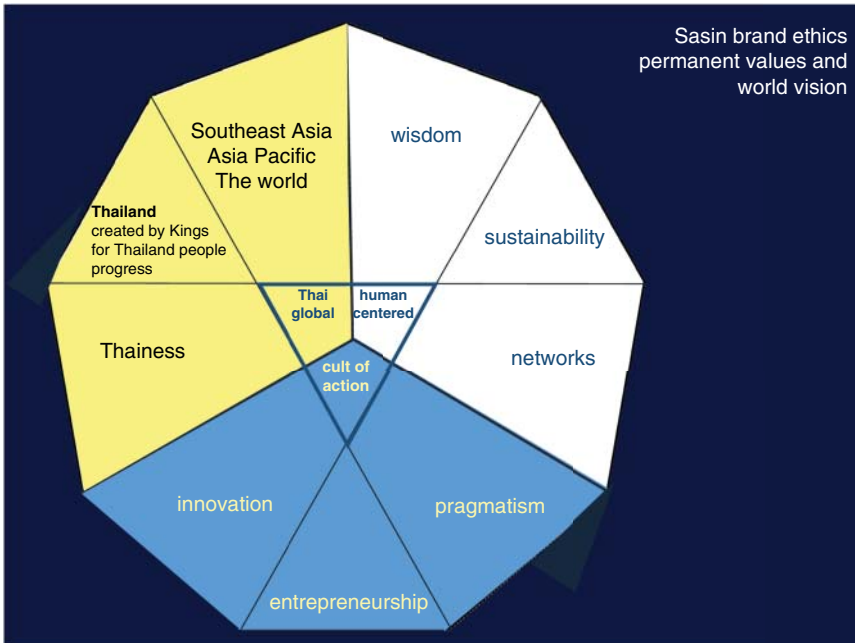 Sasin brand ethics
permanent values and
world vision
Southeast Asia
Asia Pacific
The world
wisdom
Thailand
created by Kings
for Thailand people
progress
sustainability
Thai
global
human
centered
Thainess
networks
cult of
action
innovation
pragmatism
entrepreneurship